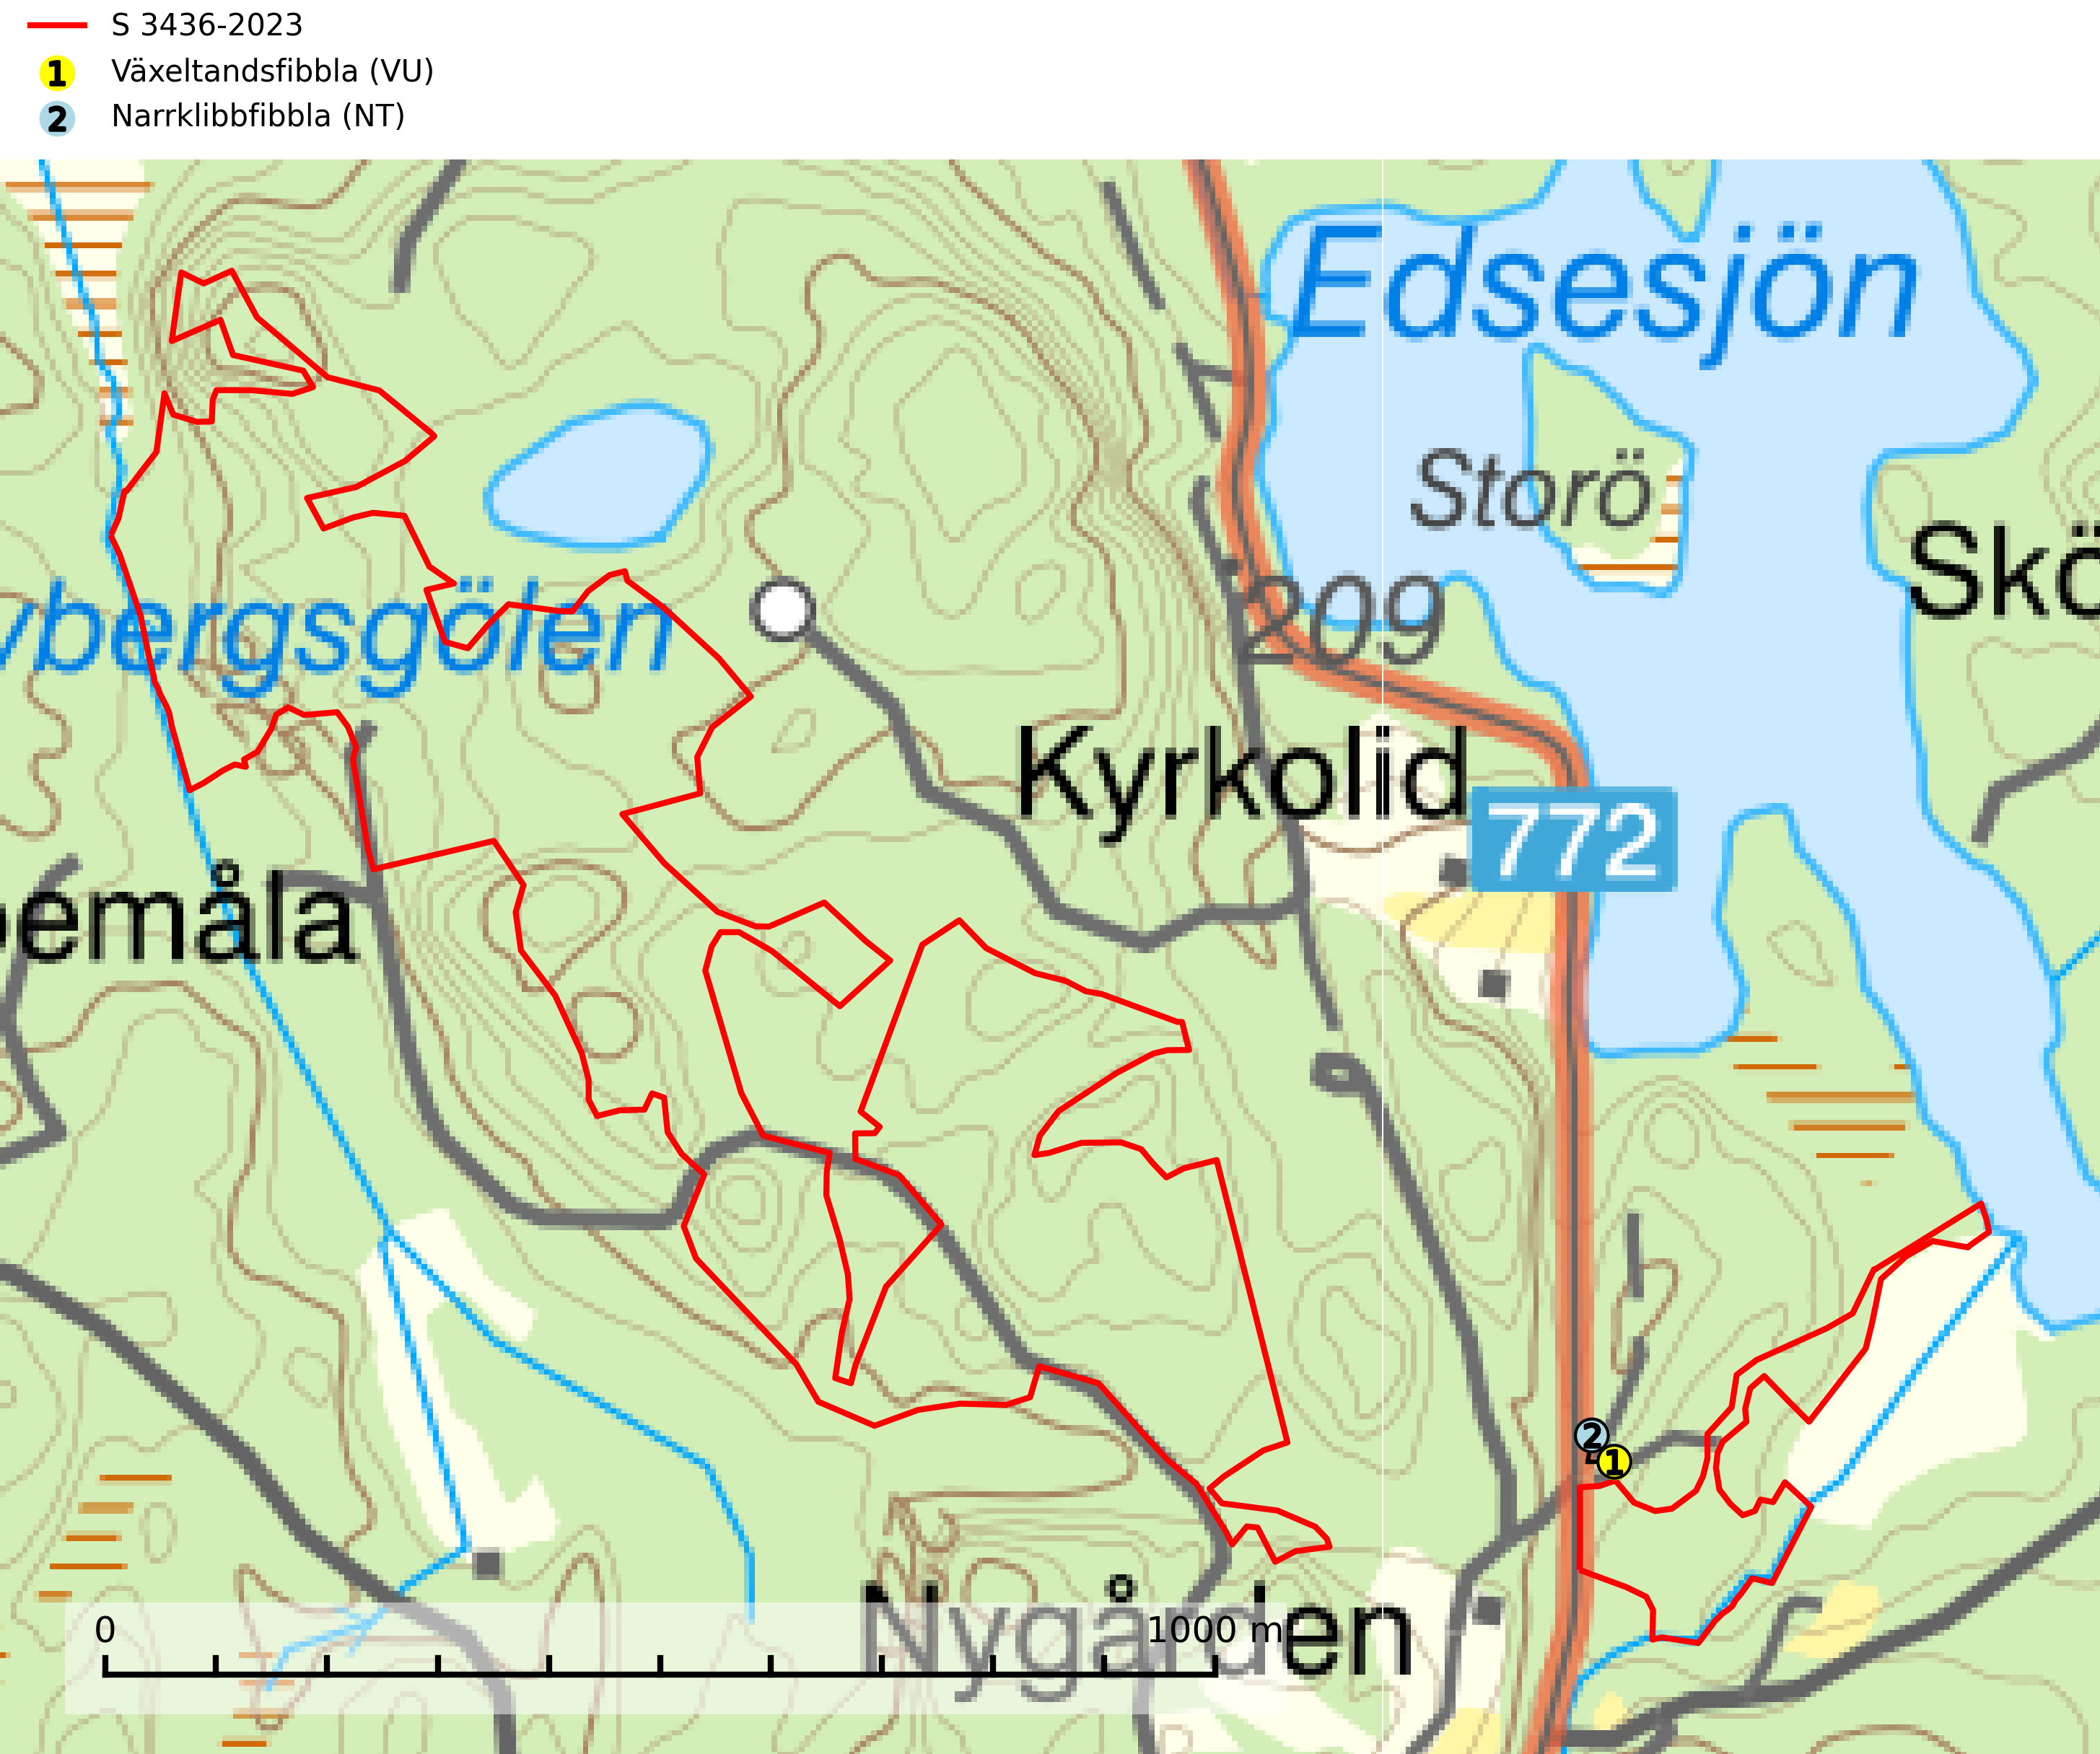 S 3436-2023
1 Växeltandsfibbla (VU)
2 Narrklibbfibbla (NT)
Edsesjön
Storö
Skö
209
vbergsgölen
Kyrkolid
772
emåla
2
1
Nygården
0 1000 m